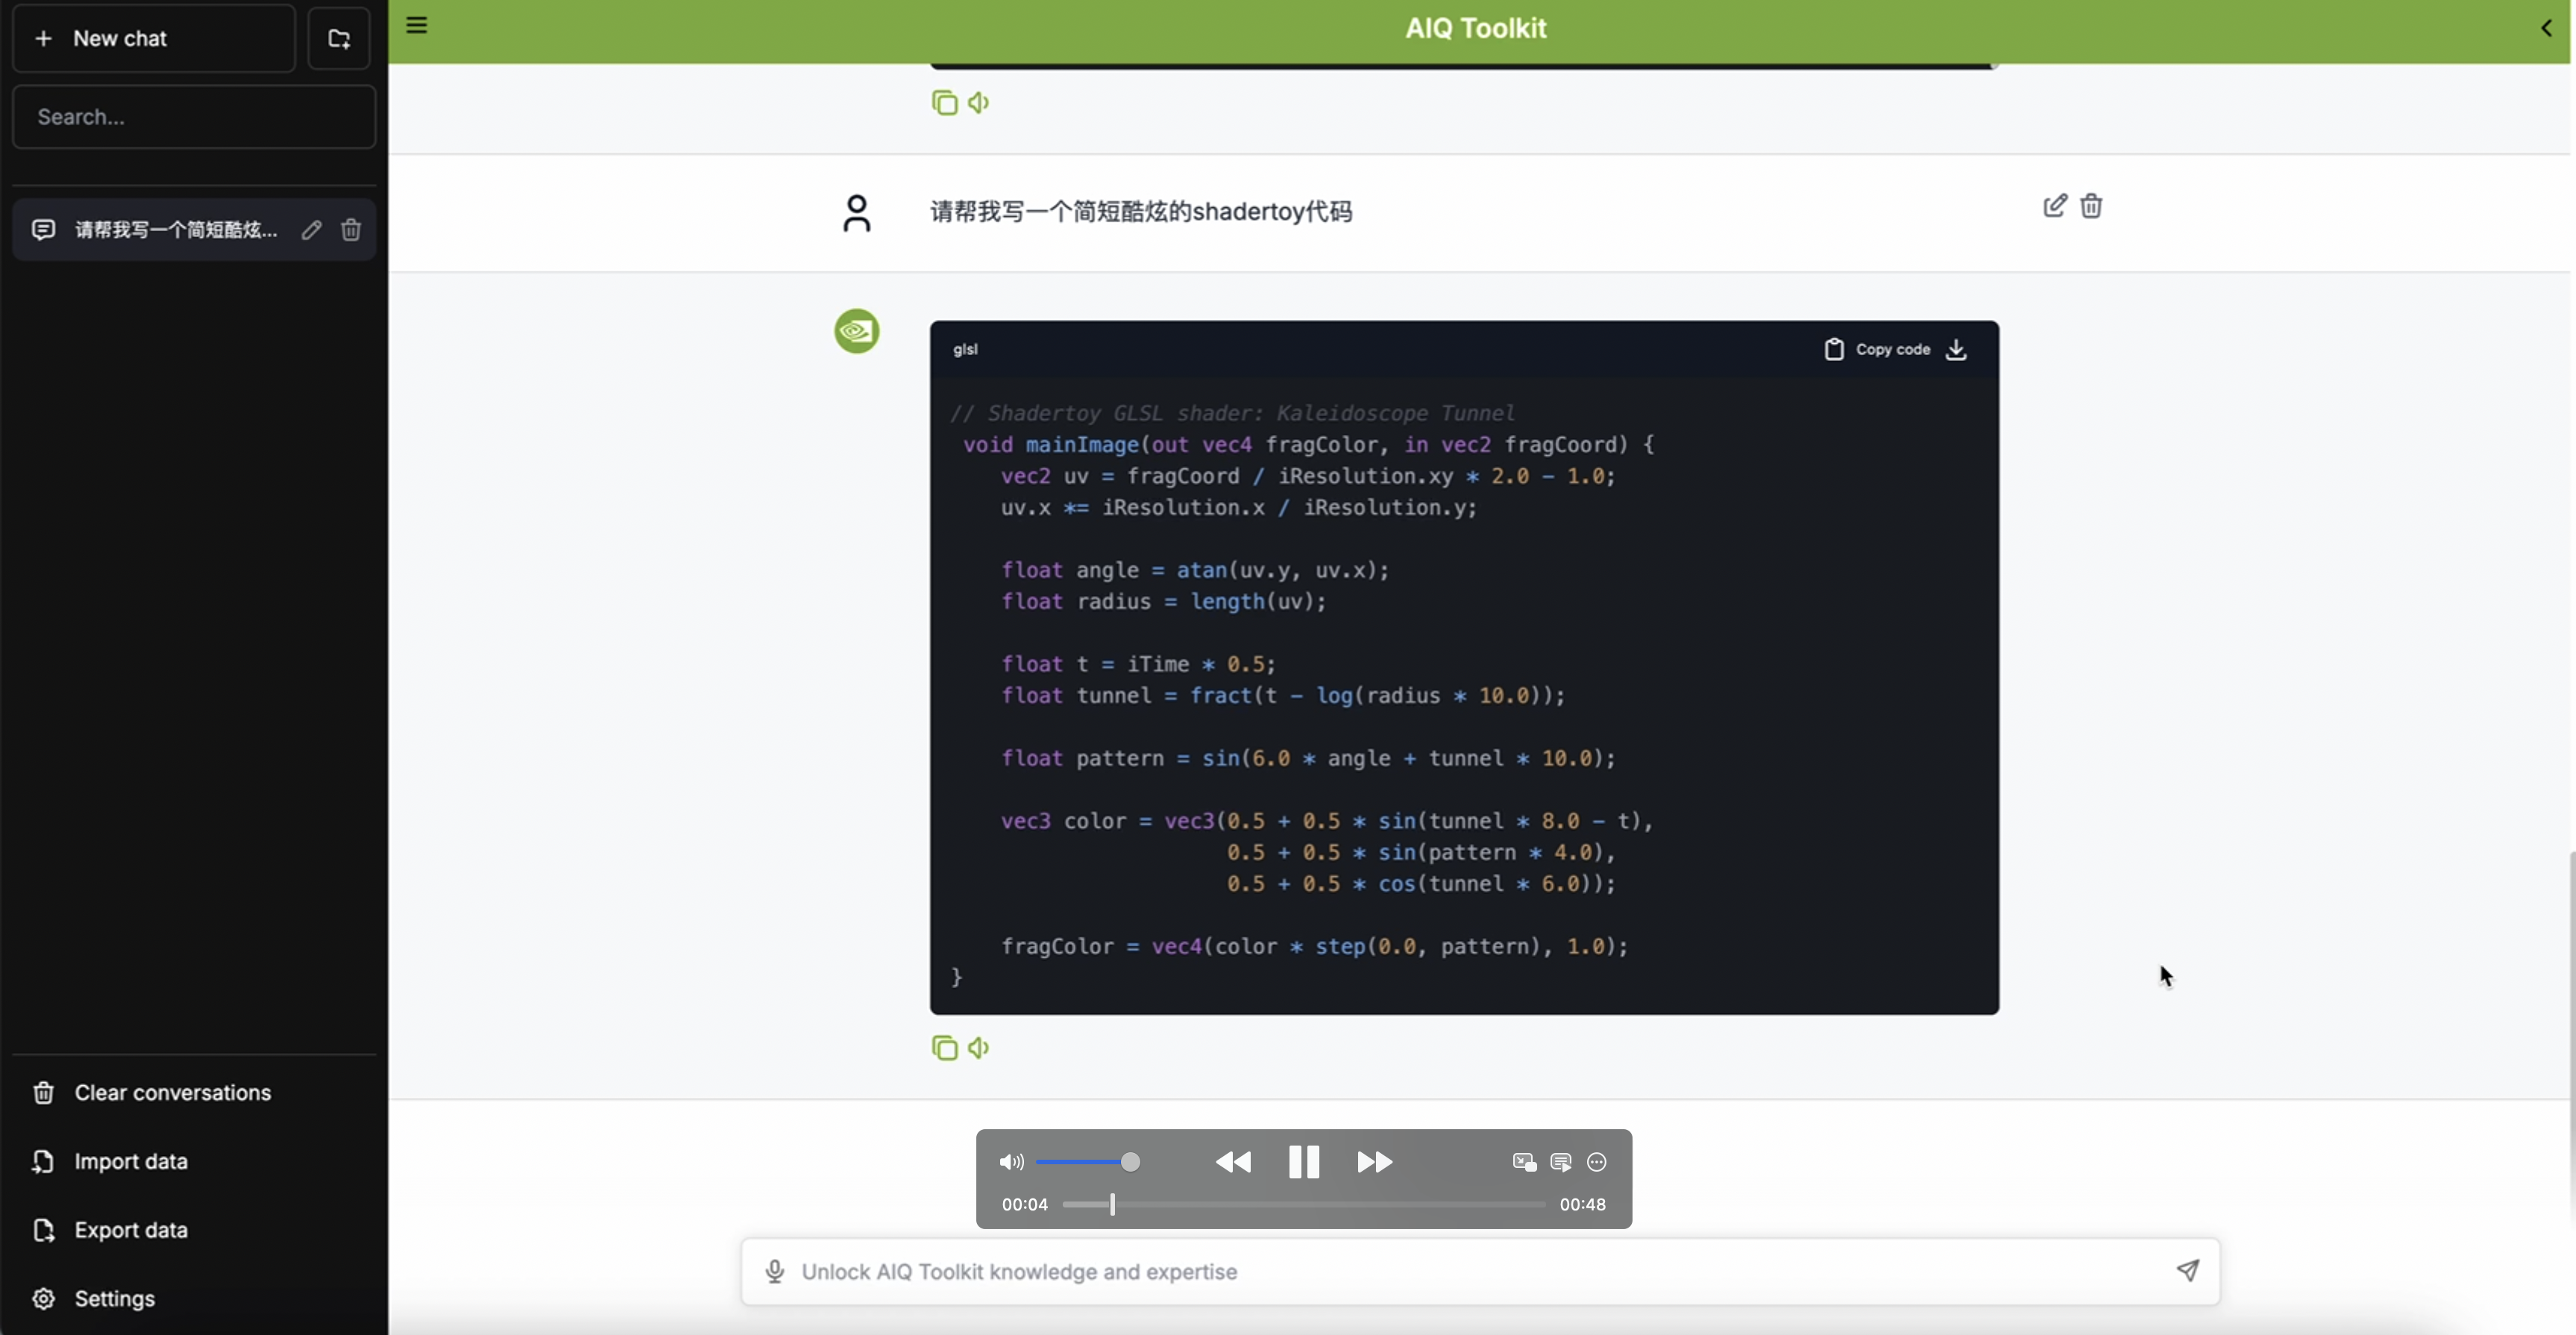 New chat
AIQ Toolkit
Search...
请帮我写一个简短酷炫...
请帮我写一个简短酷炫的shadertoy代码
glsl
Copy code
// Shadertoy GLSL shader: Kaleidoscope Tunnel
void mainImage(out vec4 fragColor, in vec2 fragCoord) {
vec2 uv = fragCoord / iResolution.xy * 2.0 - 1.0;
uv.x *= iResolution.x / iResolution.y;
float angle = atan(uv.y, uv.x);
float radius = length(uv);
float t = iTime * 0.5;
float tunnel = fract(t - log(radius * 10.0));
float pattern = sin(6.0 * angle + tunnel * 10.0);
vec3 color = vec3(0.5 + 0.5 * sin(tunnel * 8.0 - t),
0.5 + 0.5 * sin(pattern * 4.0),
0.5 + 0.5 * cos(tunnel * 6.0));
fragColor = vec4(color * step(0.0, pattern), 1.0);
}
Clear conversations
Import data
Export data
Settings
00:04
00:48
Unlock AIQ Toolkit knowledge and expertise